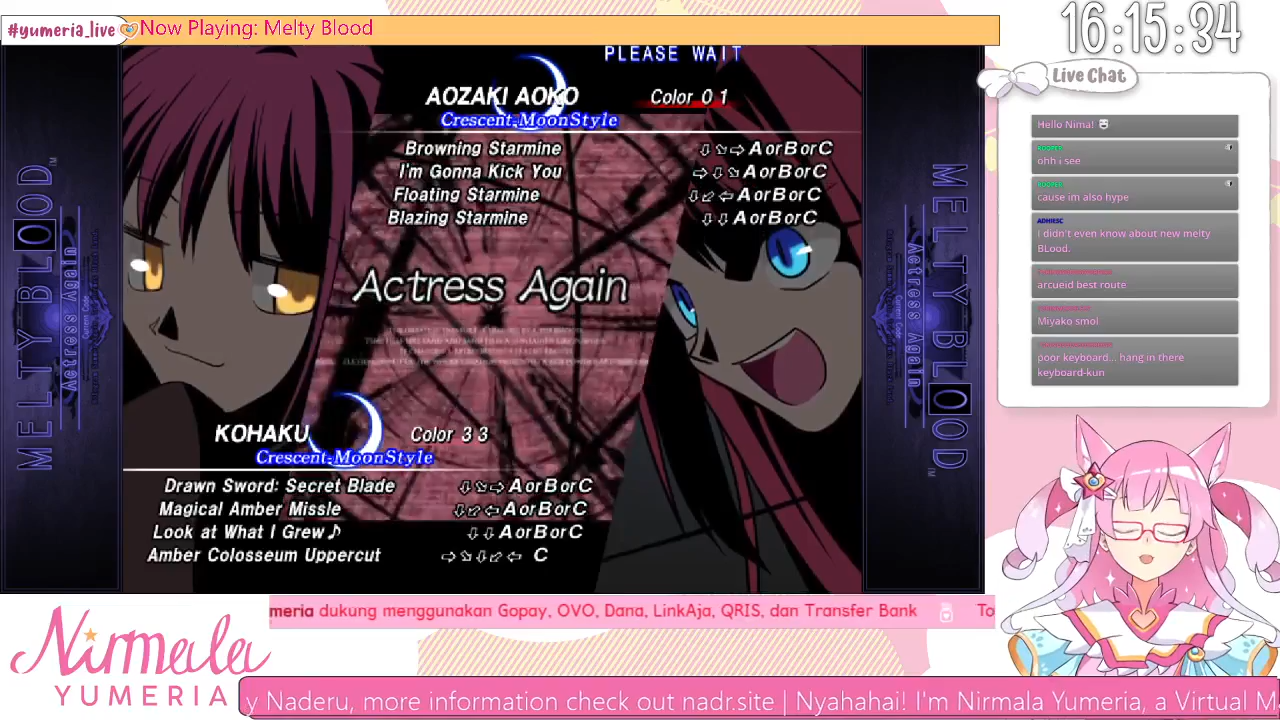 #yumeria_live
Now Playing: Melty Blood
16:15:34
PLEASE WAIT
Live Chat
AOZAKI AOKO
Color 01
Crescent-MoonStyle
Browning Starmine ⇩⬂⇨ A or B or C
I'm Gonna Kick You ⇨⇩⬂ A or B or C
Floating Starmine ⇩⬃⇦ A or B or C
Blazing Starmine ⇩⇩ A or B or C
Actress Again
KOHAKU
Color 33
Crescent-MoonStyle
Drawn Sword: Secret Blade ⇩⬂⇨ A or B or C
Magical Amber Missle ⇩⬃⇦ A or B or C
Look at What I Grew♪ ⇩⇩ A or B or C
Amber Colosseum Uppercut ⇨⬂⇩⬃⇦ C
MELTY BLOOD
Actress Again
MELTY BLOOD
Actress Again
Hello Nima!
ohh i see
cause im also hype
ADHIESC
I didn't even know about new melty
BLood.
arcueid best route
Miyako smol
poor keyboard... hang in there
keyboard-kun
meria dukung menggunakan Gopay, OVO, Dana, LinkAja, QRIS, dan Transfer Bank To
Nirmala
YUMERIA
y Naderu, more information check out nadr.site | Nyahahai! I'm Nirmala Yumeria, a Virtual M